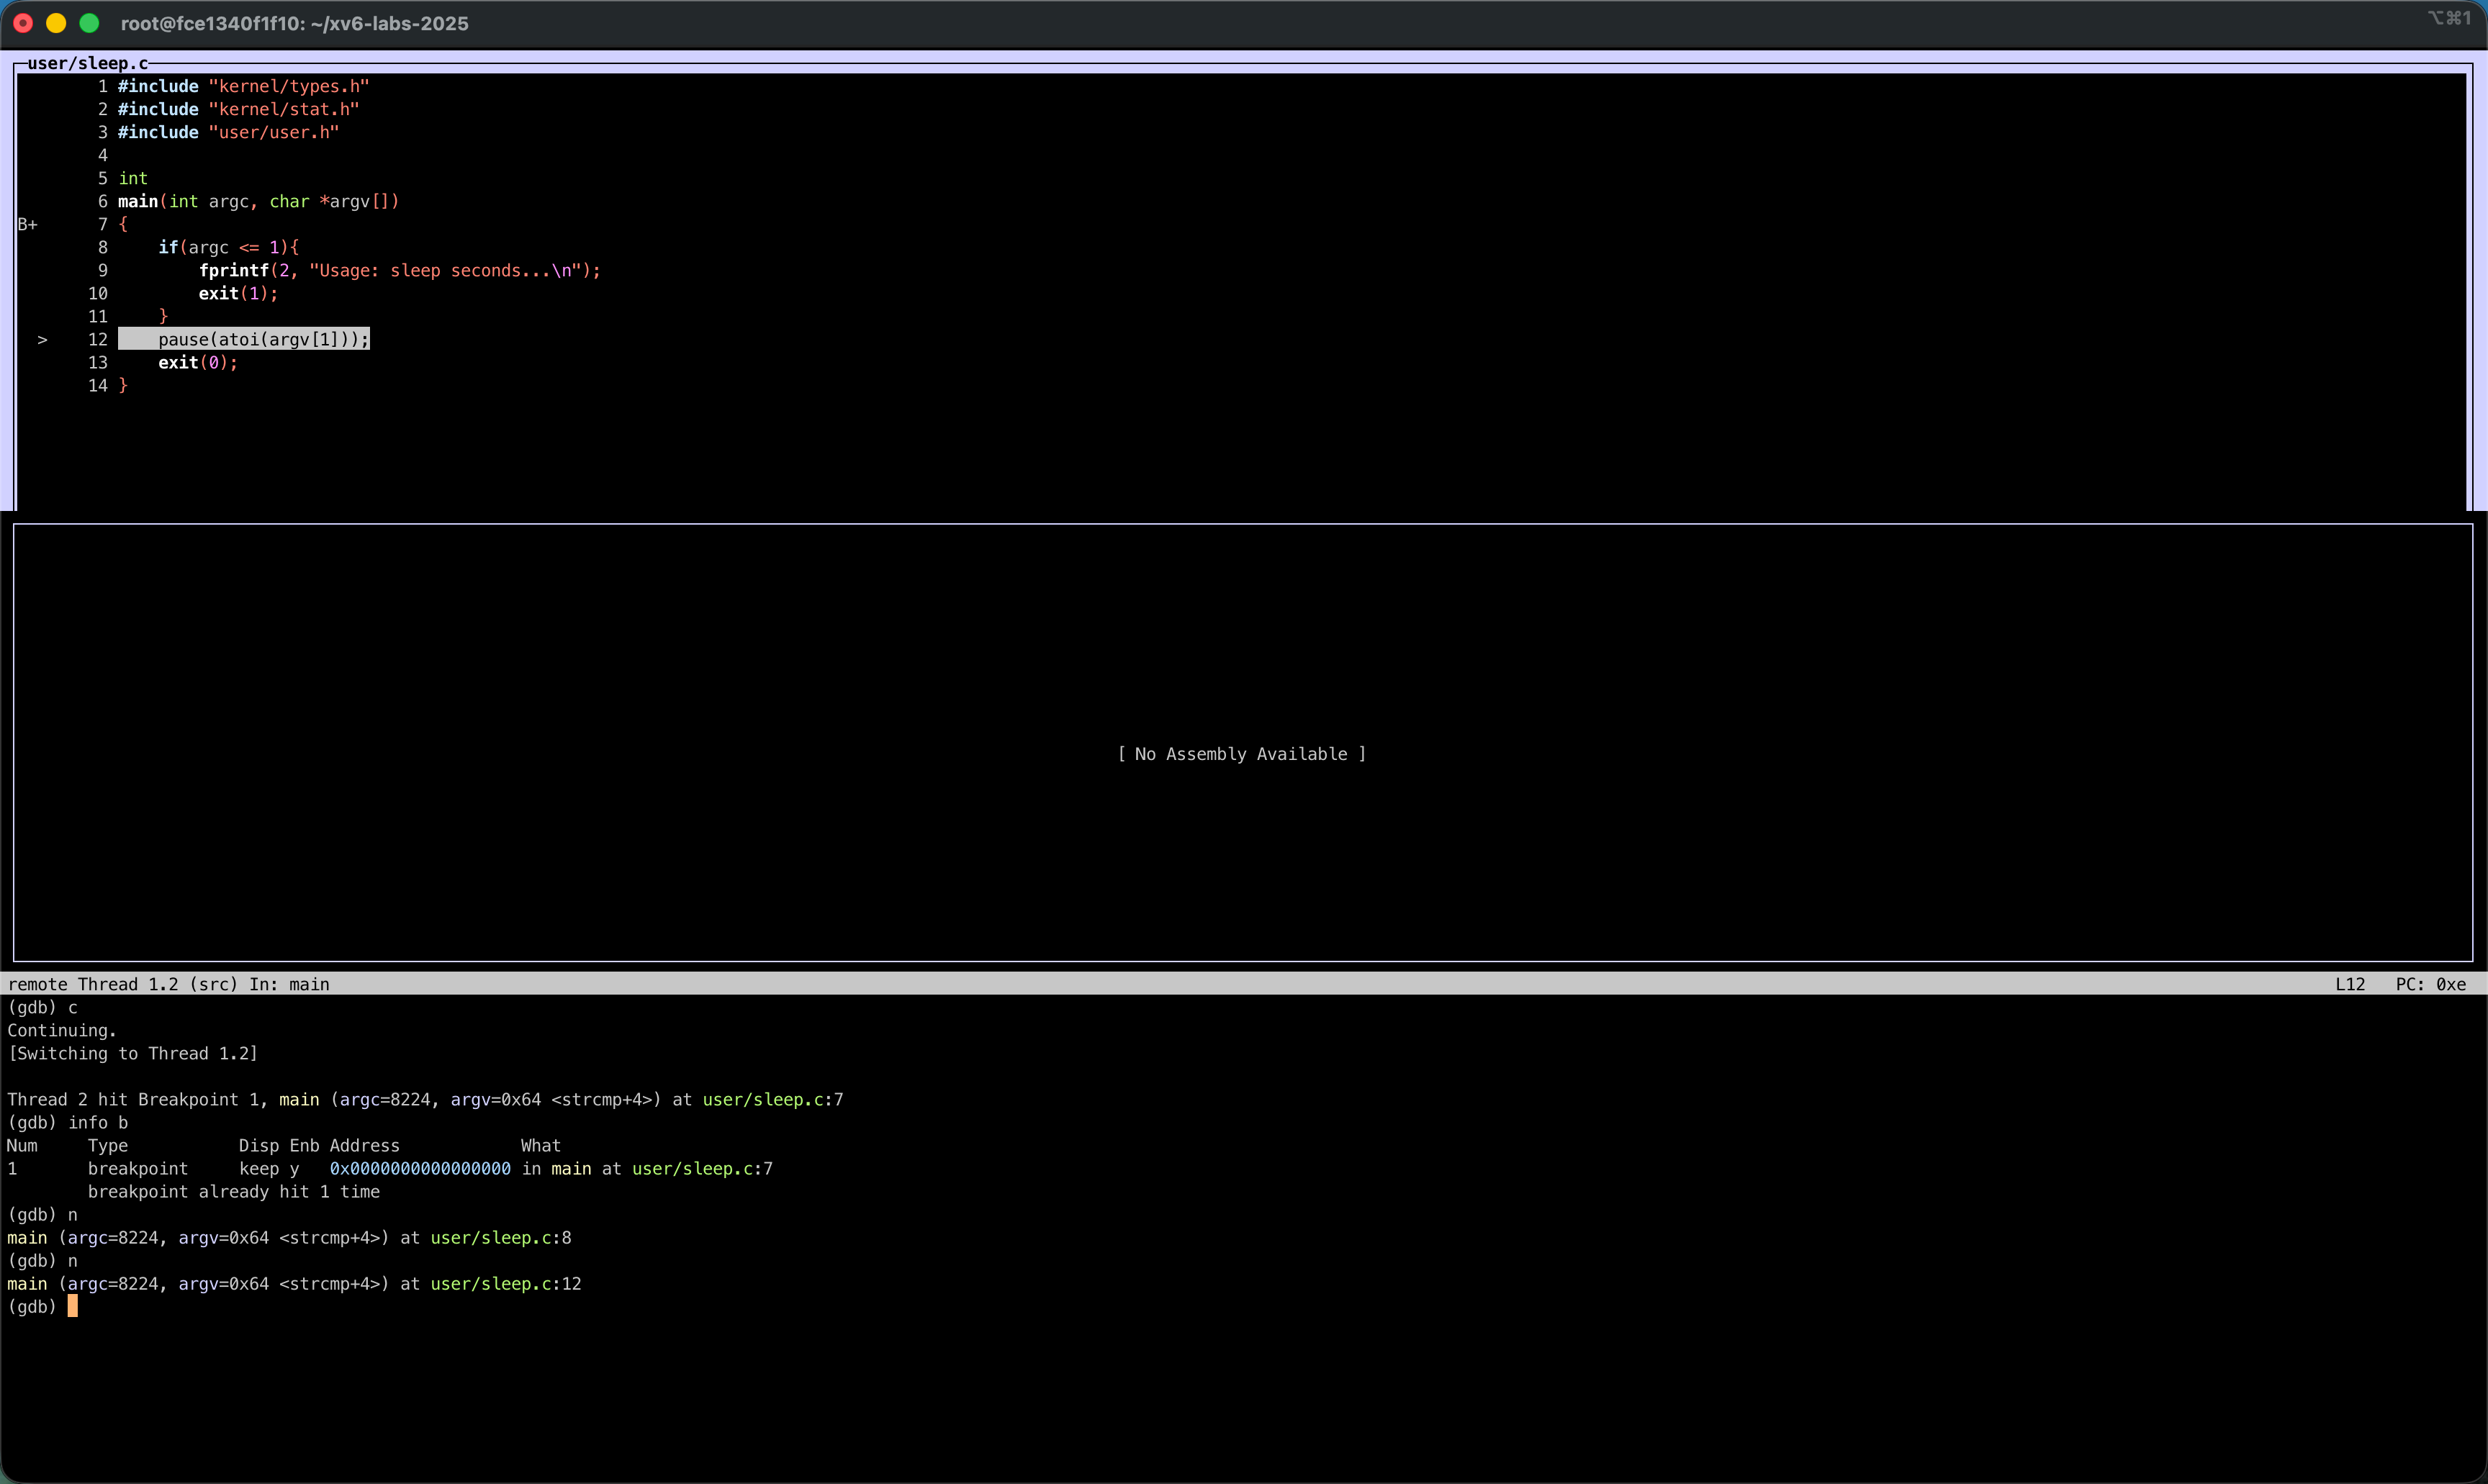 root@fce1340f1f10: ~/xv6-labs-2025
⌥⌘1
user/sleep.c
1 #include "kernel/types.h"
2 #include "kernel/stat.h"
3 #include "user/user.h"
4
5 int
6 main(int argc, char *argv[])
B+ 7 {
8     if(argc <= 1){
9         fprintf(2, "Usage: sleep seconds...\n");
10         exit(1);
11     }
> 12     pause(atoi(argv[1]));
13     exit(0);
14 }
[ No Assembly Available ]
remote Thread 1.2 (src) In: main L12 PC: 0xe
(gdb) c
Continuing.
[Switching to Thread 1.2]
Thread 2 hit Breakpoint 1, main (argc=8224, argv=0x64 <strcmp+4>) at user/sleep.c:7
(gdb) info b
Num     Type           Disp Enb Address            What
1       breakpoint     keep y   0x0000000000000000 in main at user/sleep.c:7
breakpoint already hit 1 time
(gdb) n
main (argc=8224, argv=0x64 <strcmp+4>) at user/sleep.c:8
(gdb) n
main (argc=8224, argv=0x64 <strcmp+4>) at user/sleep.c:12
(gdb)